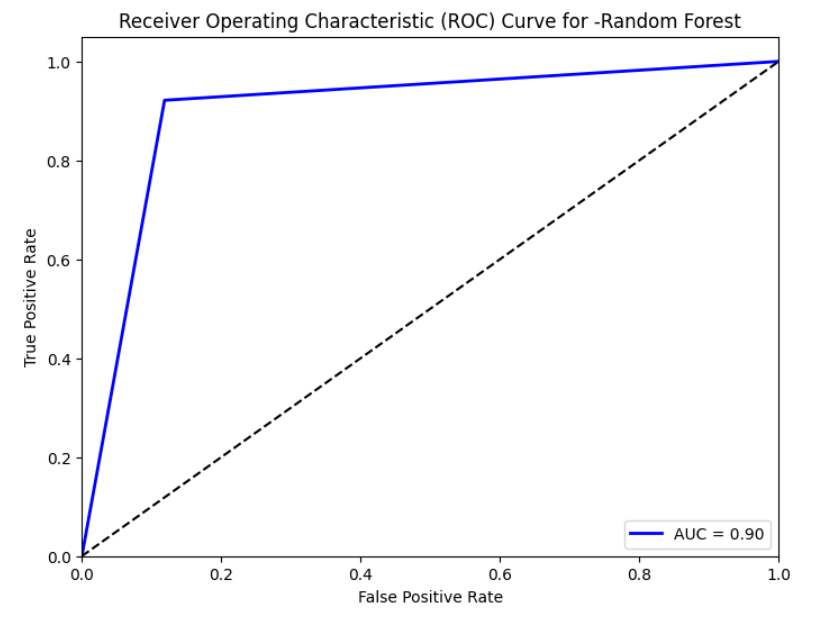 Receiver Operating Characteristic (ROC) Curve for -Random Forest
1.0
0.8
0.6
0.4
0.2
0.0
True Positive Rate
0.0 0.2 0.4 0.6 0.8 1.0
False Positive Rate
AUC = 0.90